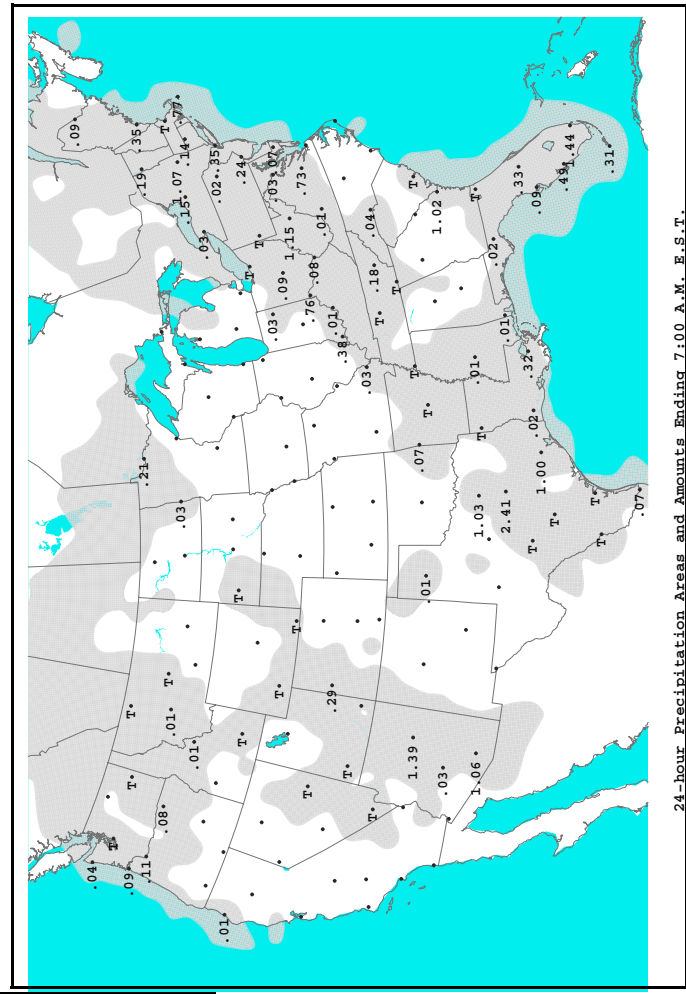 .09
.04
T
.09
T
T
.35
.11
.21
.19
.08
T
.01
T
.01
.03
.15
1.07
.14
.77
.01
.03
.02
.35
T
T
T
T
.24
T
T
.03
.09
1.15
.03
.07
T
.76
.08
.01
.73
.29
.01
.38
T
T
.03
T
.18
.04
T
1.39
.01
.07
T
T
T
.03
1.02
1.06
1.03
T
.01
T
.02
2.41
.01
.33
T
1.00
.02
.32
.09
T
.49
1.44
T
T
.31
.07
24-hour Precipitation Areas and Amounts Ending 7:00 A.M. E.S.T.